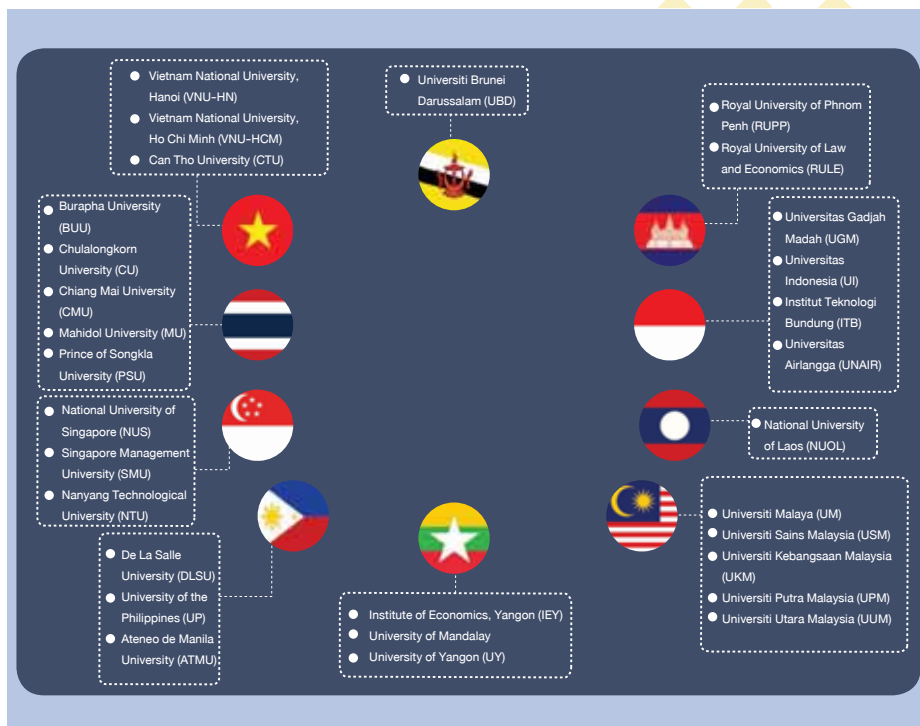 Vietnam National University,
Hanoi (VNU-HN)
Vietnam National University,
Ho Chi Minh (VNU-HCM)
Can Tho University (CTU)
Universiti Brunei
Darussalam (UBD)
Royal University of Phnom
Penh (RUPP)
Royal University of Law
and Economics (RULE)
Burapha University
(BUU)
Chulalongkorn
University (CU)
Chiang Mai University
(CMU)
Mahidol University (MU)
Prince of Songkla
University (PSU)
Universitas Gadjah
Madah (UGM)
Universitas
Indonesia (UI)
Institut Teknologi
Bundung (ITB)
Universitas
Airlangga (UNAIR)
National University of
Singapore (NUS)
Singapore Management
University (SMU)
Nanyang Technological
University (NTU)
National University
of Laos (NUOL)
De La Salle
University (DLSU)
University of the
Philippines (UP)
Ateneo de Manila
University (ATMU)
Institute of Economics, Yangon (IEY)
University of Mandalay
University of Yangon (UY)
Universiti Malaya (UM)
Universiti Sains Malaysia (USM)
Universiti Kebangsaan Malaysia
(UKM)
Universiti Putra Malaysia (UPM)
Universiti Utara Malaysia (UUM)